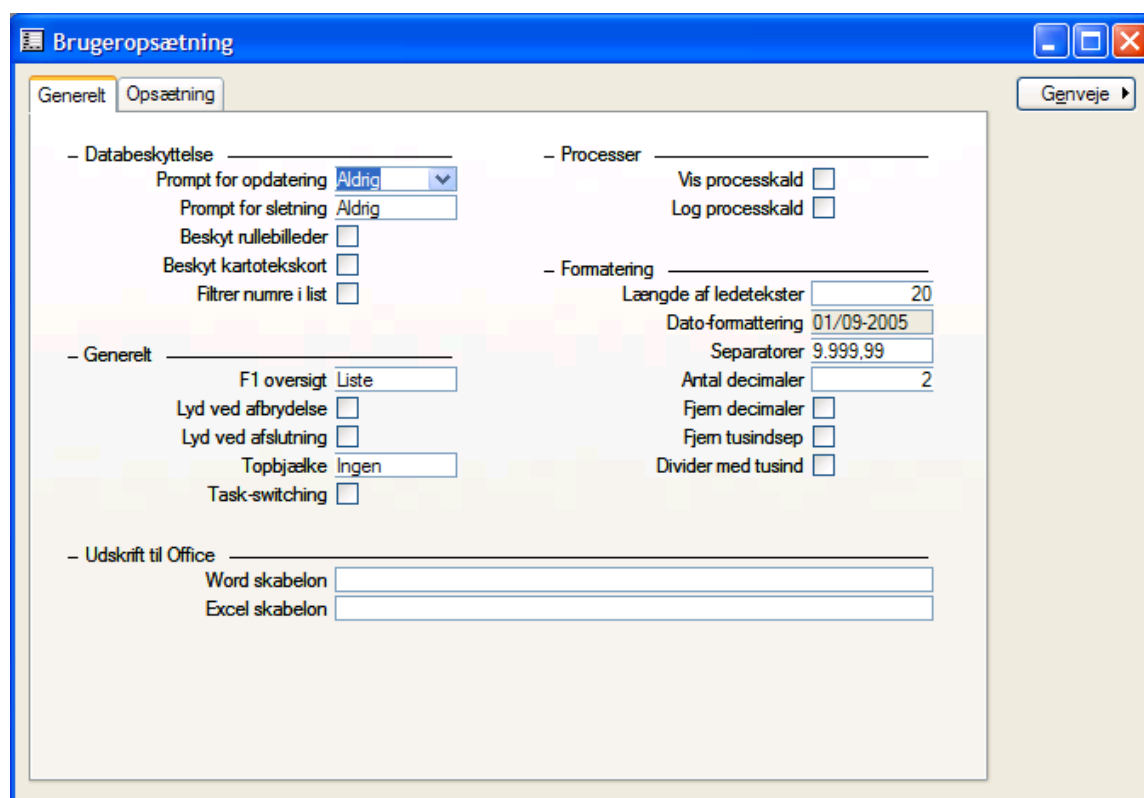 Brugeropsætning
Generelt
Opsætning
Genveje
Databeskyttelse
Prompt for opdatering Aldrig
Prompt for sletning Aldrig
Beskyt rullebilleder
Beskyt kartotekskort
Filtrer numre i list
Generelt
F1 oversigt Liste
Lyd ved afbrydelse
Lyd ved afslutning
Topbjælke Ingen
Task-switching
Processer
Vis processkald
Log processkald
Formatering
Længde af ledetekster 20
Dato-formattering 01/09-2005
Separatorer 9.999,99
Antal decimaler 2
Fjern decimaler
Fjern tusindsep
Divider med tusind
Udskrift til Office
Word skabelon
Excel skabelon